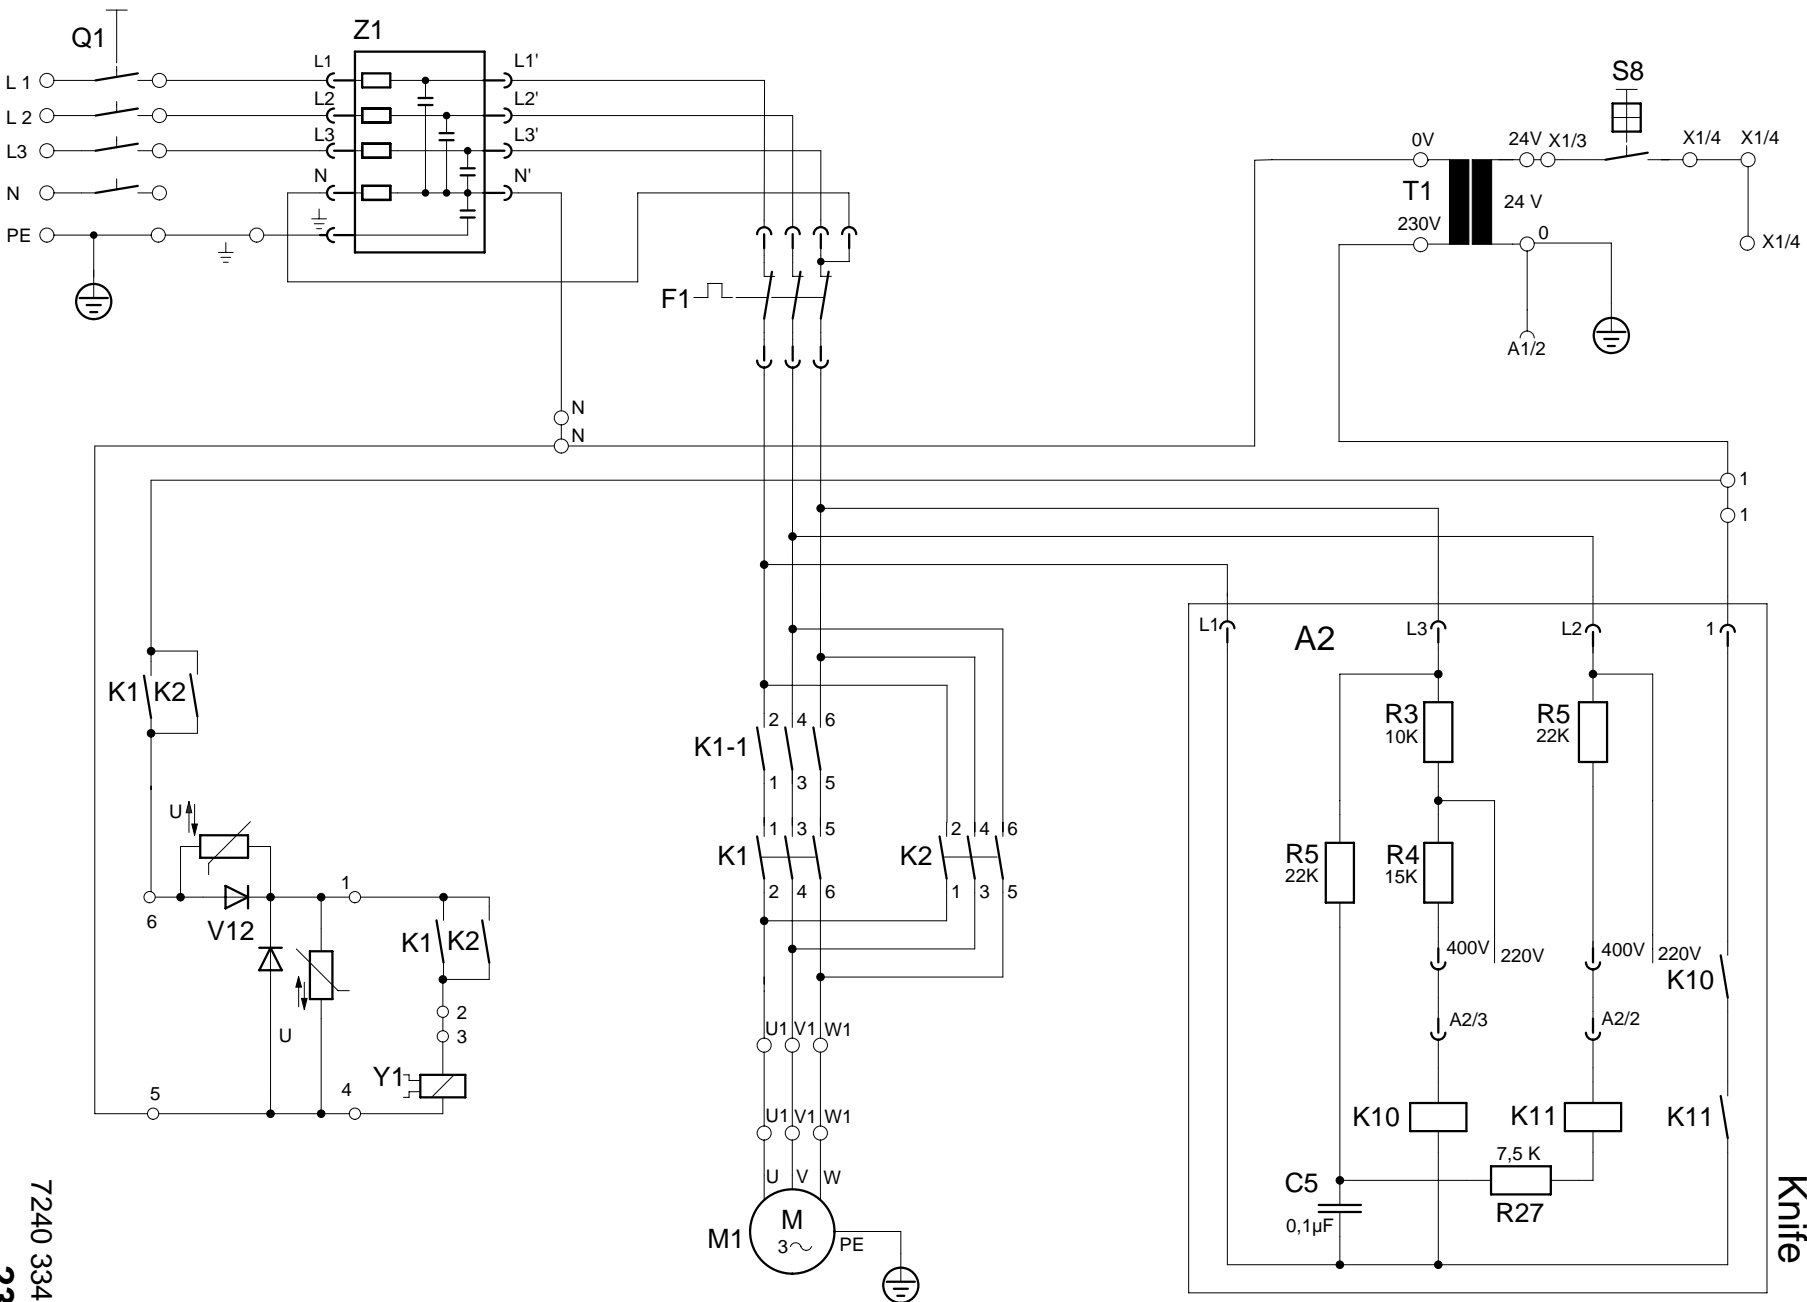 Q1
Z1
L1 L1'
L 1
L2 L2'
L 2
L3 L3'
L3
N N'
N
PE
F1
S8
0V 24V X1/3 X1/4 X1/4
T1
24 V
230V 0 X1/4
A1/2
N
N
1
1
L1 A2 L3 L2 1
K1 K2
2 4 6
K1-1
1 3 5
R3
10K
R5
22K
U
1 3 5 2 4 6
K1 K2
2 4 6 1 3 5
R5
22K
R4
15K
6 1
V12
K1 K2
400V 220V 400V 220V
K10
2
3
U
U1 V1 W1
A2/3 A2/2
Y1
5 4
U1 V1 W1
K10 K11 K11
7,5 K
R27
U V W
M1
M
3
PE
C5
0,1µF
Knife
7240 334